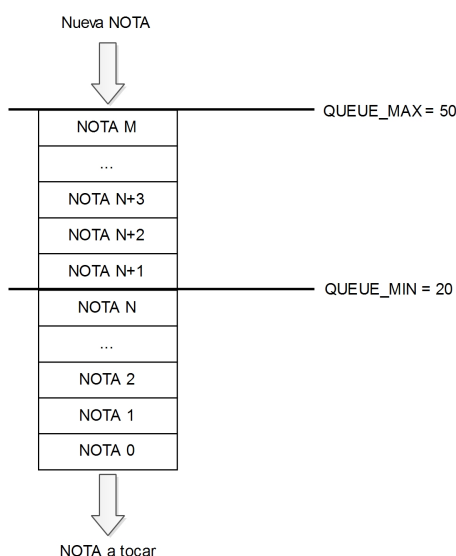 Nueva NOTA
QUEUE_MAX = 50
NOTA M
...
NOTA N+3
NOTA N+2
NOTA N+1
QUEUE_MIN = 20
NOTA N
...
NOTA 2
NOTA 1
NOTA 0
NOTA a tocar